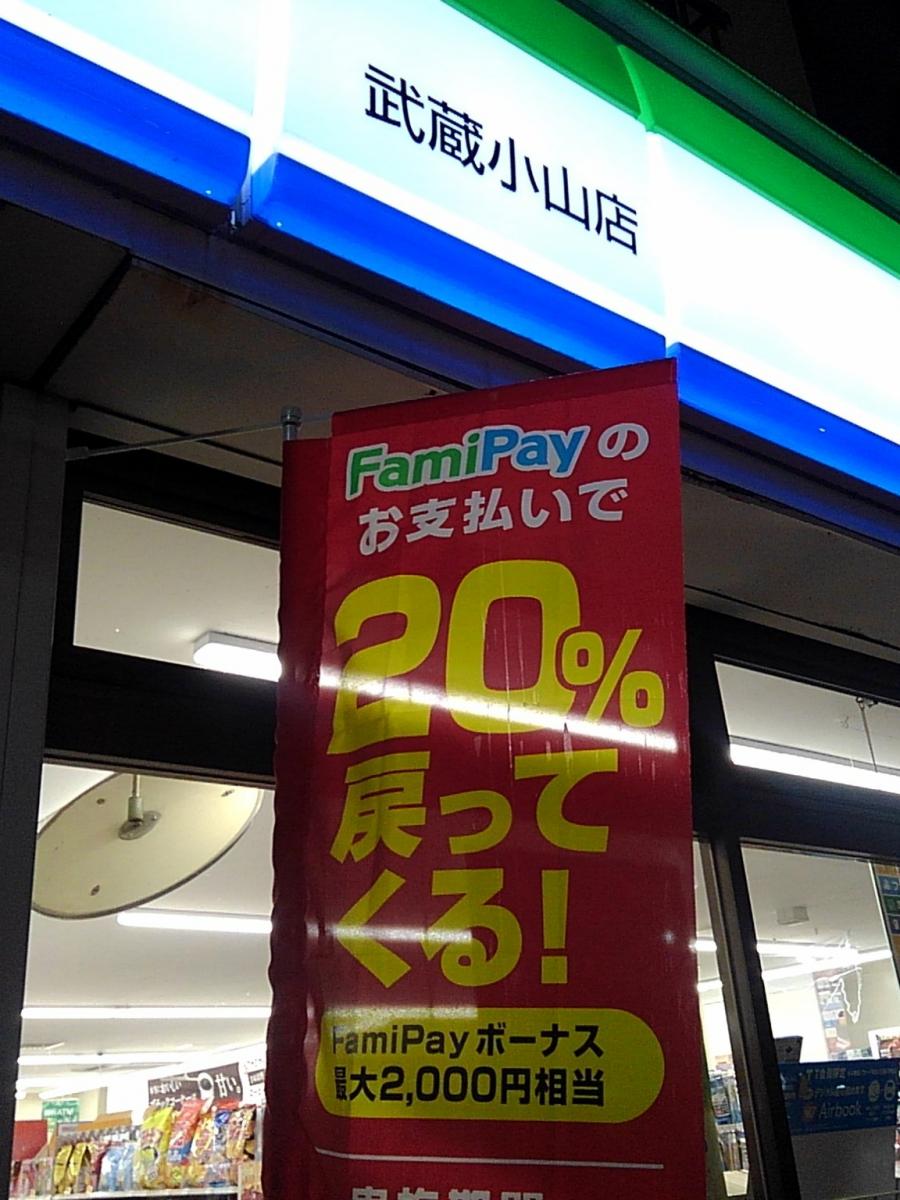 武蔵小山店
FamiPayの
お支払いで
20%
戻って
くる!
FamiPayボーナス
最大2,000円相当
Airbook